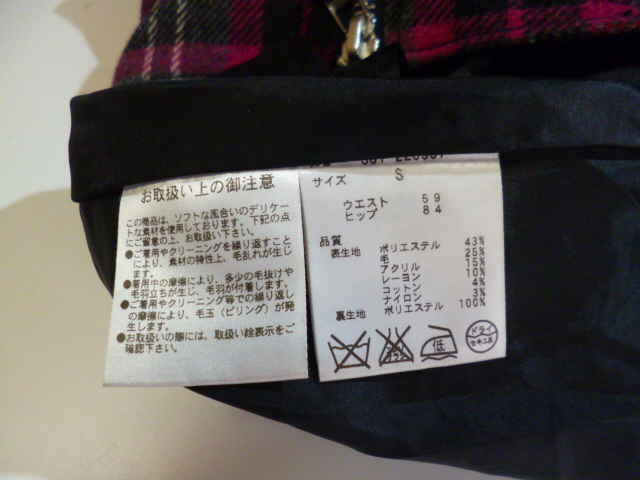 お取扱い上の御注意
この商品は、ソフトな風合いのデリケー
トな素材を使用しております。下記の点
にご留意の上、お取扱い下さい。
●ご着用やクリーニングを繰り返すこと
により、素材の特性上、毛乱れが生じ
ます。
●着用中の摩擦により、多少の毛抜けや
毛羽立ちが生じ、毛羽が付着します。
●ご着用やクリーニング等での繰り返し
の摩擦により、毛玉（ピリング）が発
生します。
●お取扱いの際には、取扱い絵表示をご
確認下さい。
サイズ S
ウエスト 59
ヒップ 84
品質
表生地 ポリエステル 43%
毛 25%
アクリル 15%
レーヨン 10%
コットン 4%
ナイロン 3%
裏生地 ポリエステル 100%
低
ドライ
セキユ系